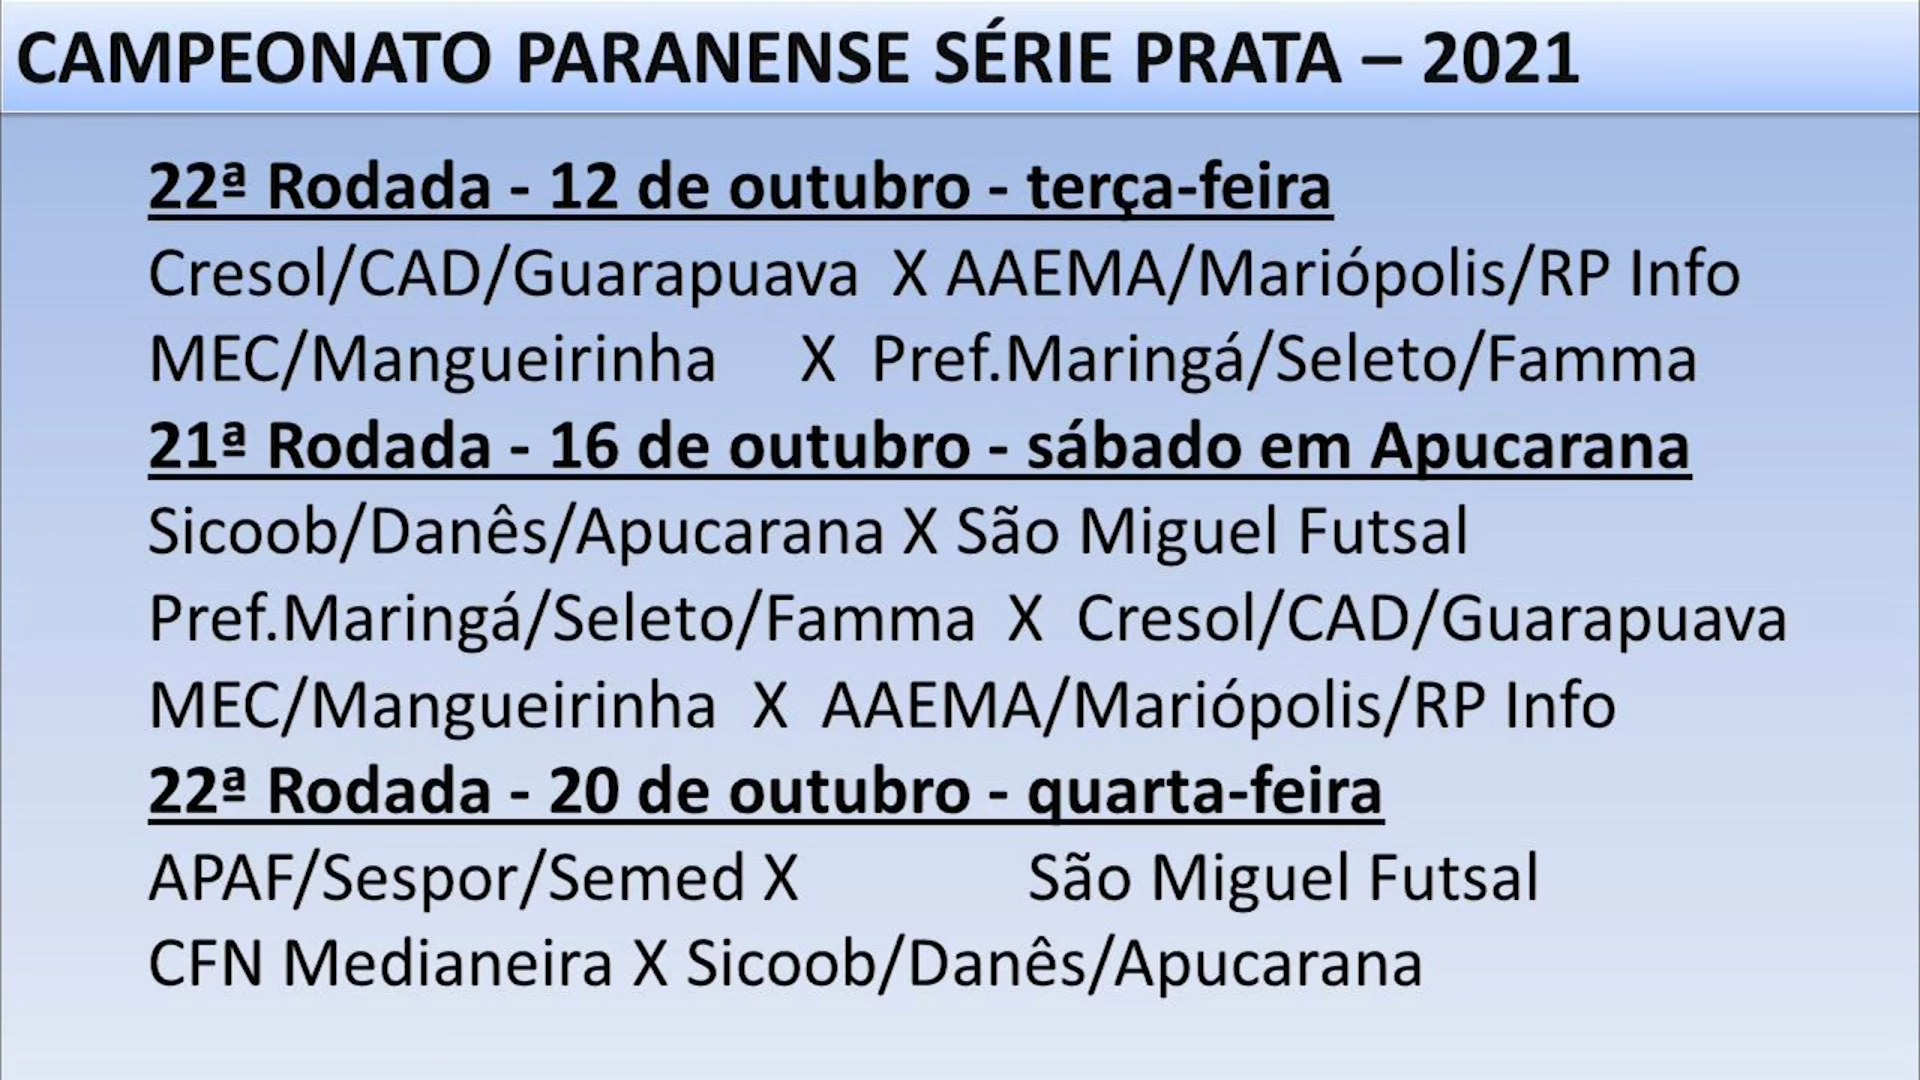 CAMPEONATO PARANENSE SÉRIE PRATA – 2021
22ª Rodada - 12 de outubro - terça-feira
Cresol/CAD/Guarapuava X AAEMA/Mariópolis/RP Info
MEC/Mangueirinha X Pref.Maringá/Seleto/Famma
21ª Rodada - 16 de outubro - sábado em Apucarana
Sicoob/Danês/Apucarana X São Miguel Futsal
Pref.Maringá/Seleto/Famma X Cresol/CAD/Guarapuava
MEC/Mangueirinha X AAEMA/Mariópolis/RP Info
22ª Rodada - 20 de outubro - quarta-feira
APAF/Sespor/Semed X São Miguel Futsal
CFN Medianeira X Sicoob/Danês/Apucarana